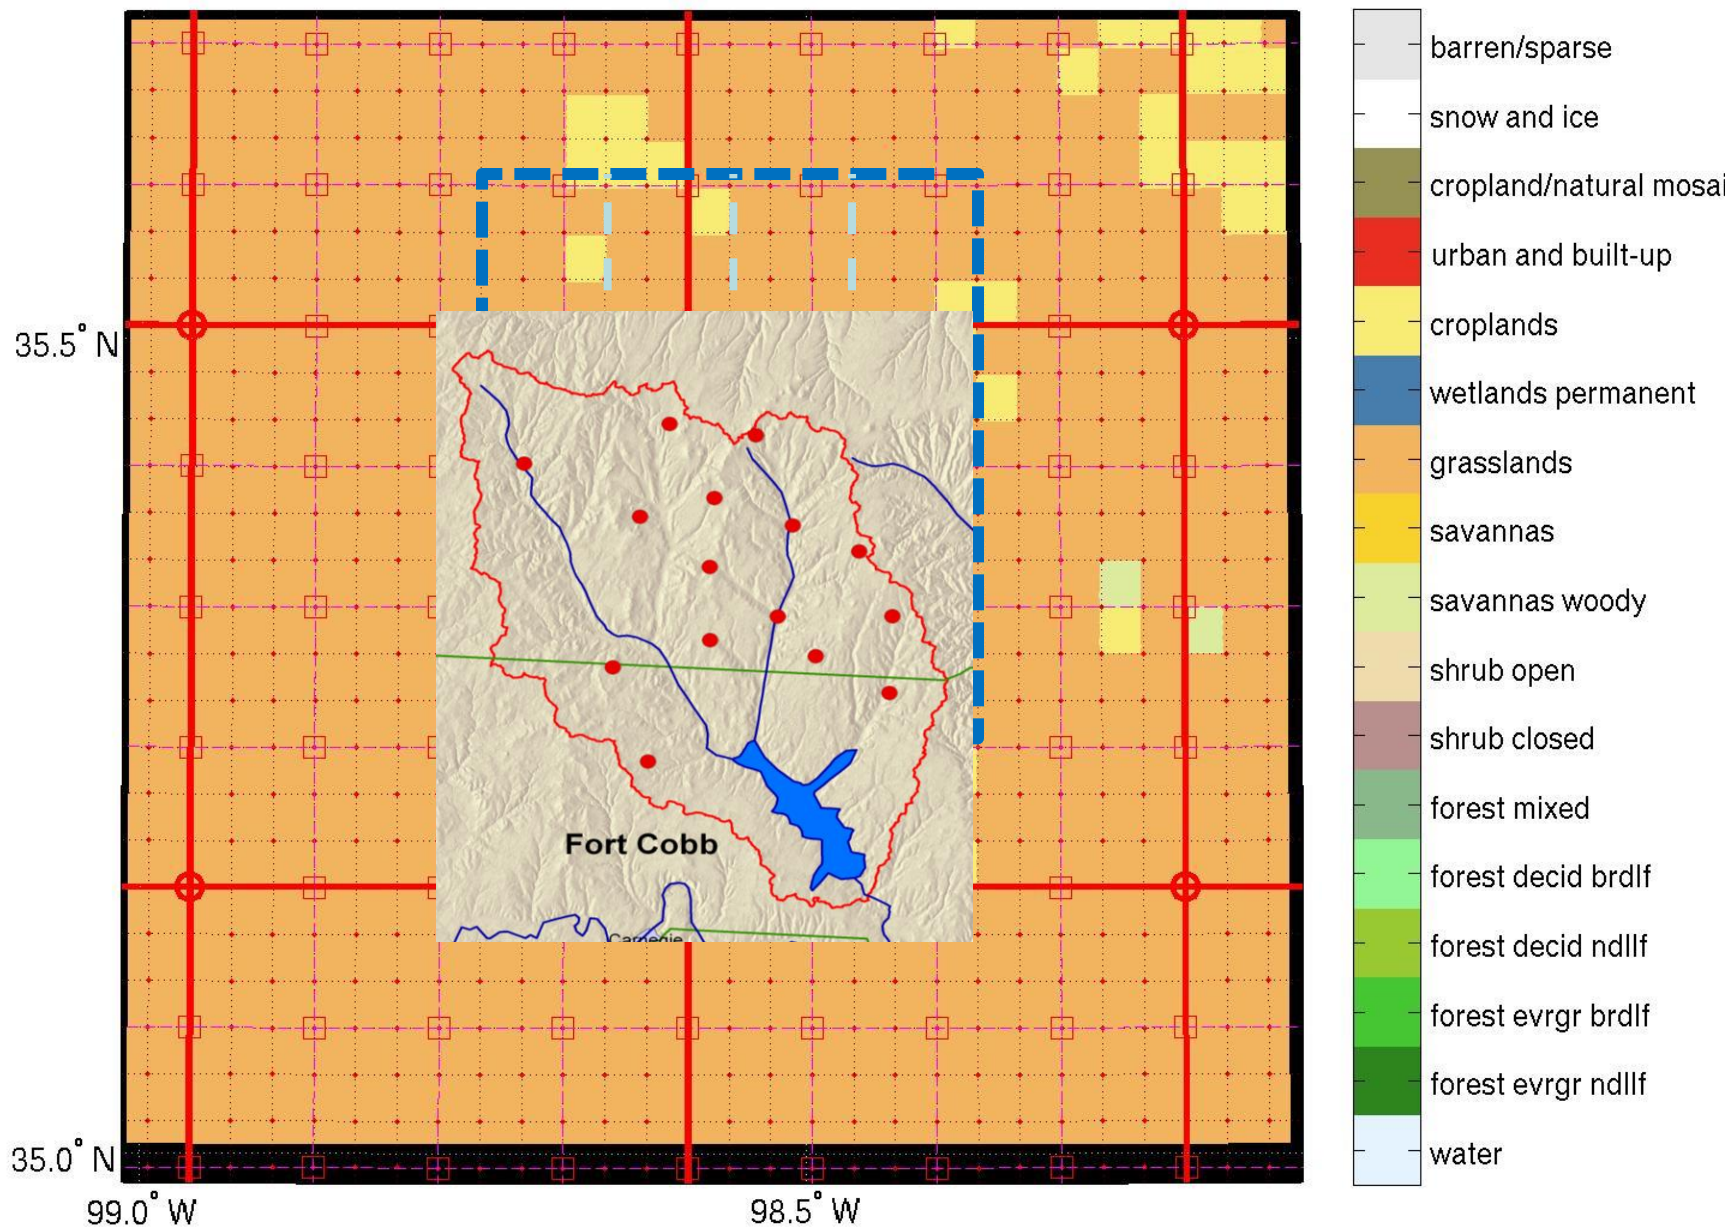 35.5° N
35.0° N
99.0° W
98.5° W
Fort Cobb
Carnegie
barren/sparse
snow and ice
cropland/natural mosai
urban and built-up
croplands
wetlands permanent
grasslands
savannas
savannas woody
shrub open
shrub closed
forest mixed
forest decid brdlf
forest decid ndllf
forest evrgr brdlf
forest evrgr ndllf
water